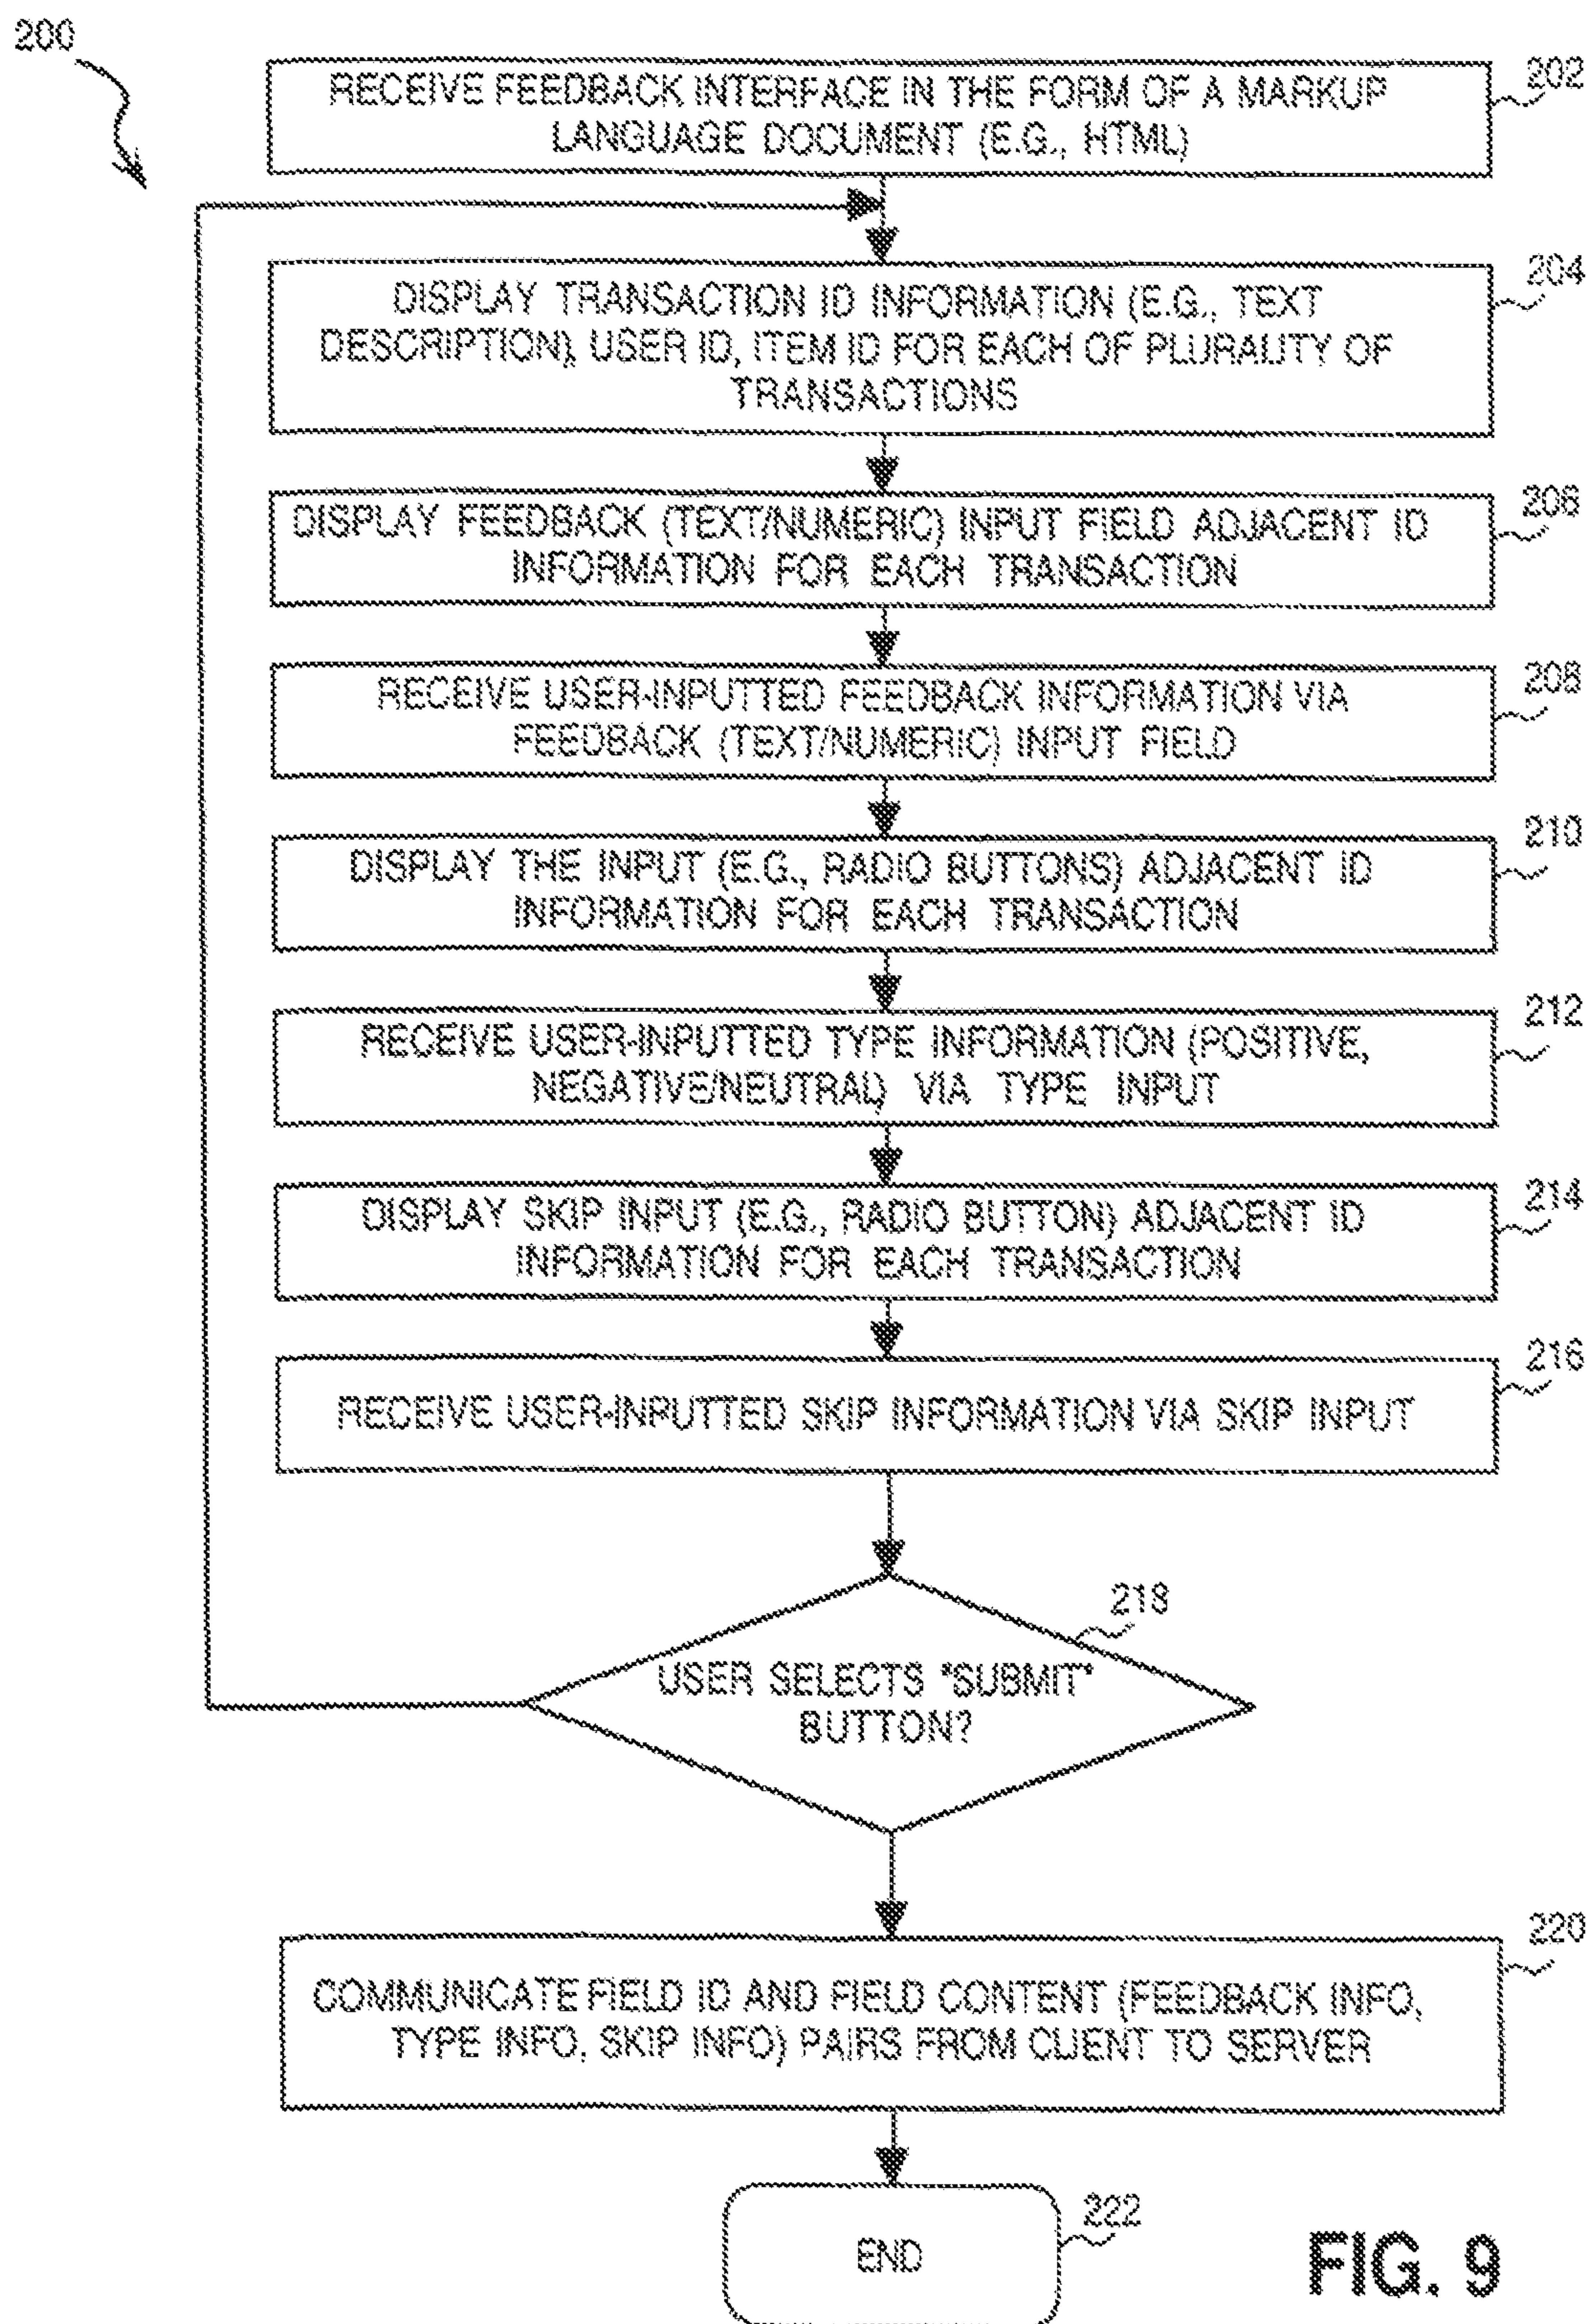 200
RECEIVE FEEDBACK INTERFACE IN THE FORM OF A MARKUP
LANGUAGE DOCUMENT (E.G., HTML)
202
DISPLAY TRANSACTION ID INFORMATION (E.G., TEXT
DESCRIPTION), USER ID, ITEM ID FOR EACH OF PLURALITY OF
TRANSACTIONS
204
DISPLAY FEEDBACK (TEXT/NUMERIC) INPUT FIELD ADJACENT ID
INFORMATION FOR EACH TRANSACTION
206
RECEIVE USER-INPUTTED FEEDBACK INFORMATION VIA
FEEDBACK (TEXT/NUMERIC) INPUT FIELD
208
DISPLAY THE INPUT (E.G., RADIO BUTTONS) ADJACENT ID
INFORMATION FOR EACH TRANSACTION
210
RECEIVE USER-INPUTTED TYPE INFORMATION (POSITIVE,
NEGATIVE/NEUTRAL) VIA TYPE INPUT
212
DISPLAY SKIP INPUT (E.G., RADIO BUTTON) ADJACENT ID
INFORMATION FOR EACH TRANSACTION
214
RECEIVE USER-INPUTTED SKIP INFORMATION VIA SKIP INPUT
216
USER SELECTS "SUBMIT"
BUTTON?
218
COMMUNICATE FIELD ID AND FIELD CONTENT (FEEDBACK INFO,
TYPE INFO, SKIP INFO) PAIRS FROM CLIENT TO SERVER
220
END
222
FIG. 9